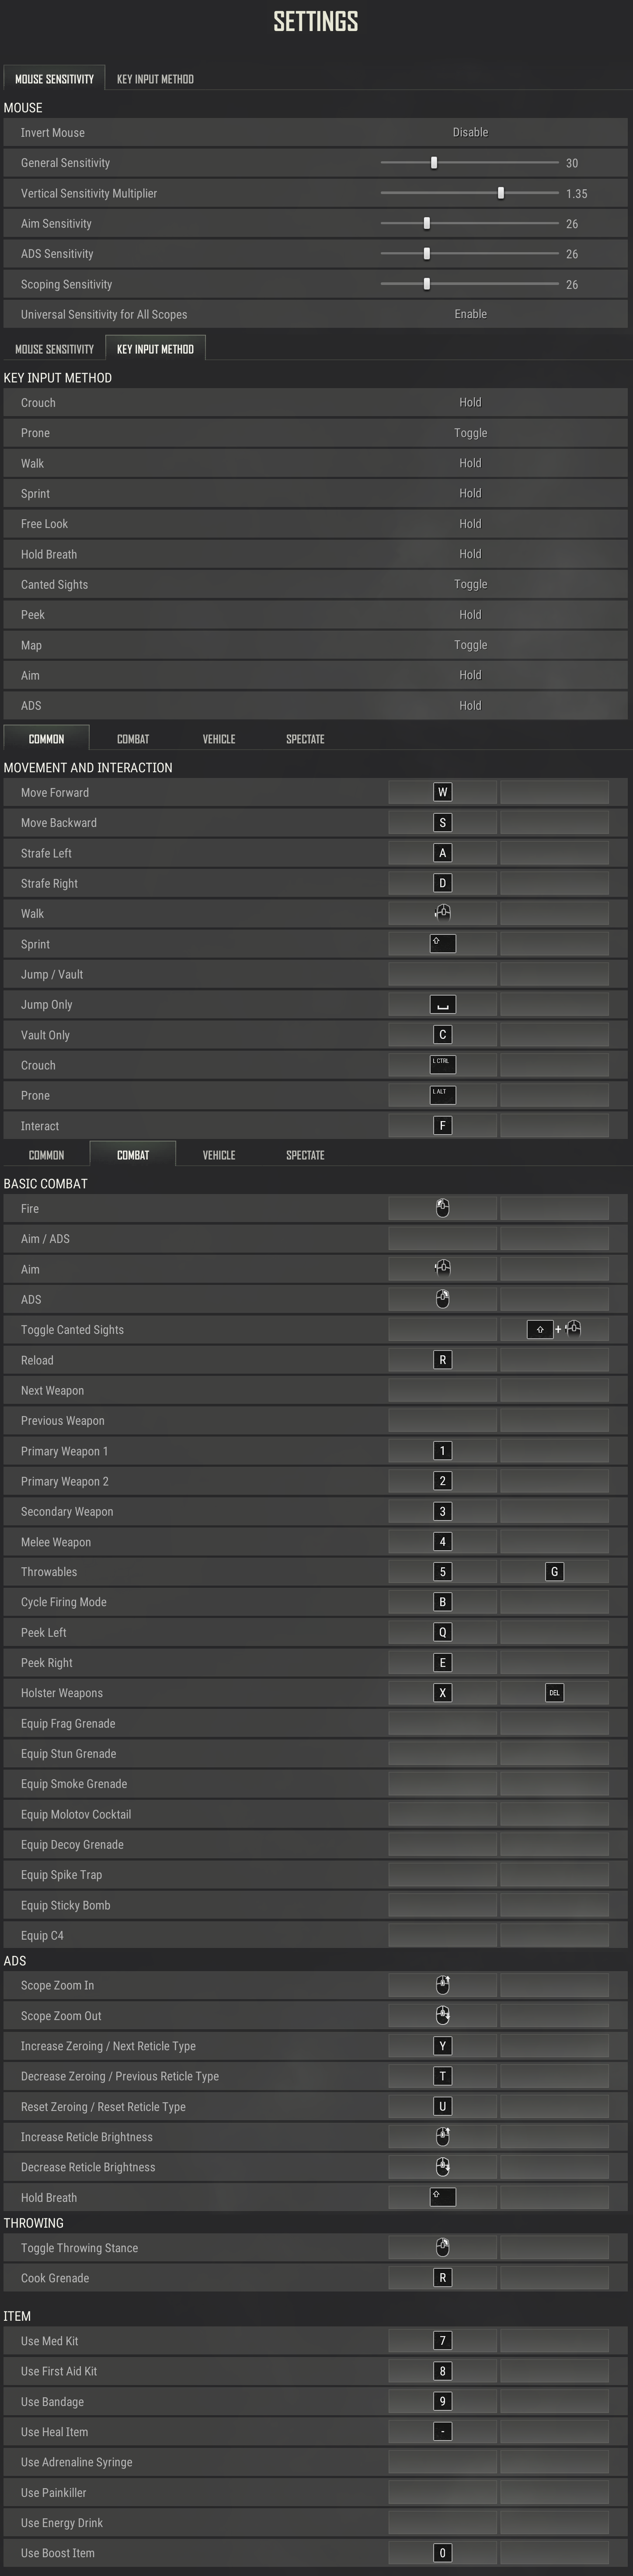 SETTINGS
MOUSE SENSITIVITY KEY INPUT METHOD
MOUSE
Invert Mouse Disable
General Sensitivity 30
Vertical Sensitivity Multiplier 1.35
Aim Sensitivity 26
ADS Sensitivity 26
Scoping Sensitivity 26
Universal Sensitivity for All Scopes Enable
MOUSE SENSITIVITY KEY INPUT METHOD
KEY INPUT METHOD
Crouch Hold
Prone Toggle
Walk Hold
Sprint Hold
Free Look Hold
Hold Breath Hold
Canted Sights Toggle
Peek Hold
Map Toggle
Aim Hold
ADS Hold
COMMON COMBAT VEHICLE SPECTATE
MOVEMENT AND INTERACTION
Move Forward W
Move Backward S
Strafe Left A
Strafe Right D
Walk
Sprint
Jump / Vault
Jump Only
Vault Only C
Crouch L CTRL
Prone L ALT
Interact F
COMMON COMBAT VEHICLE SPECTATE
BASIC COMBAT
Fire
Aim / ADS
Aim
ADS
Toggle Canted Sights +
Reload R
Next Weapon
Previous Weapon
Primary Weapon 1 1
Primary Weapon 2 2
Secondary Weapon 3
Melee Weapon 4
Throwables 5 G
Cycle Firing Mode B
Peek Left Q
Peek Right E
Holster Weapons X DEL
Equip Frag Grenade
Equip Stun Grenade
Equip Smoke Grenade
Equip Molotov Cocktail
Equip Decoy Grenade
Equip Spike Trap
Equip Sticky Bomb
Equip C4
ADS
Scope Zoom In
Scope Zoom Out
Increase Zeroing / Next Reticle Type Y
Decrease Zeroing / Previous Reticle Type T
Reset Zeroing / Reset Reticle Type U
Increase Reticle Brightness
Decrease Reticle Brightness
Hold Breath
THROWING
Toggle Throwing Stance
Cook Grenade R
ITEM
Use Med Kit 7
Use First Aid Kit 8
Use Bandage 9
Use Heal Item -
Use Adrenaline Syringe
Use Painkiller
Use Energy Drink
Use Boost Item 0